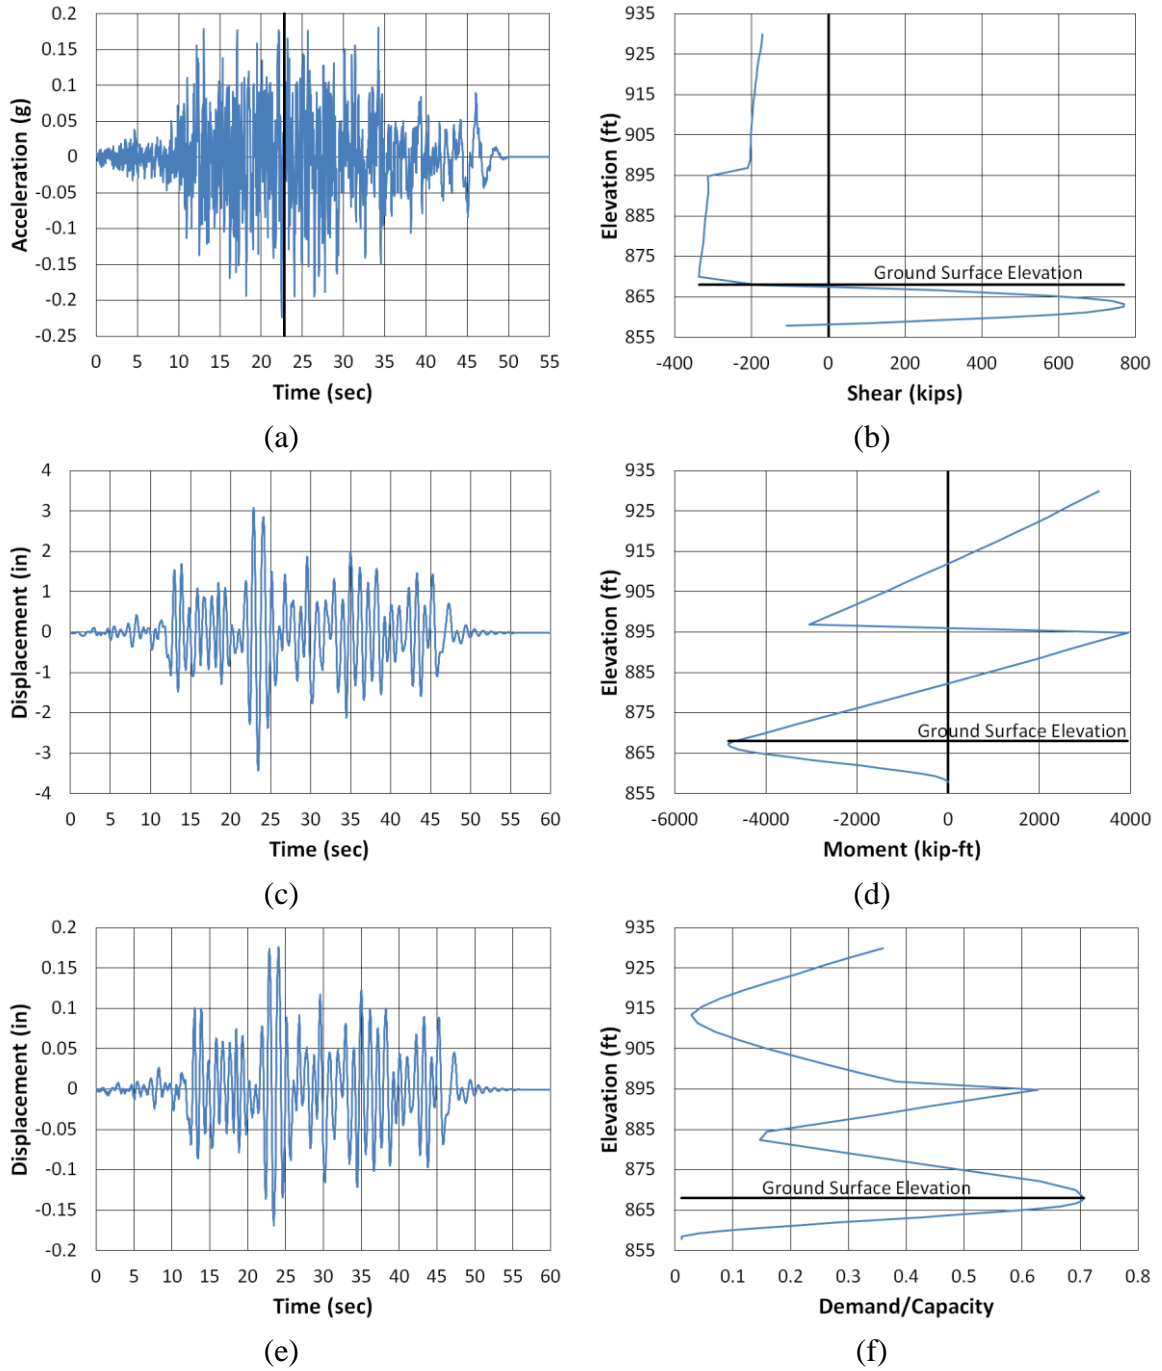 0.2
0.15
0.1
0.05
0
-0.05
-0.1
-0.15
-0.2
-0.25
Acceleration (g)
0 5 10 15 20 25 30 35 40 45 50 55
Time (sec)
(a)
935
925
915
905
895
885
875
865
855
Elevation (ft)
Ground Surface Elevation
-400 -200 0 200 400 600 800
Shear (kips)
(b)
4
3
2
1
0
-1
-2
-3
-4
Displacement (in)
0 5 10 15 20 25 30 35 40 45 50 55 60
Time (sec)
(c)
935
925
915
905
895
885
875
865
855
Elevation (ft)
Ground Surface Elevation
-6000 -4000 -2000 0 2000 4000
Moment (kip-ft)
(d)
0.2
0.15
0.1
0.05
0
-0.05
-0.1
-0.15
-0.2
Displacement (in)
0 5 10 15 20 25 30 35 40 45 50 55 60
Time (sec)
(e)
935
925
915
905
895
885
875
865
855
Elevation (ft)
Ground Surface Elevation
0 0.1 0.2 0.3 0.4 0.5 0.6 0.7 0.8
Demand/Capacity
(f)